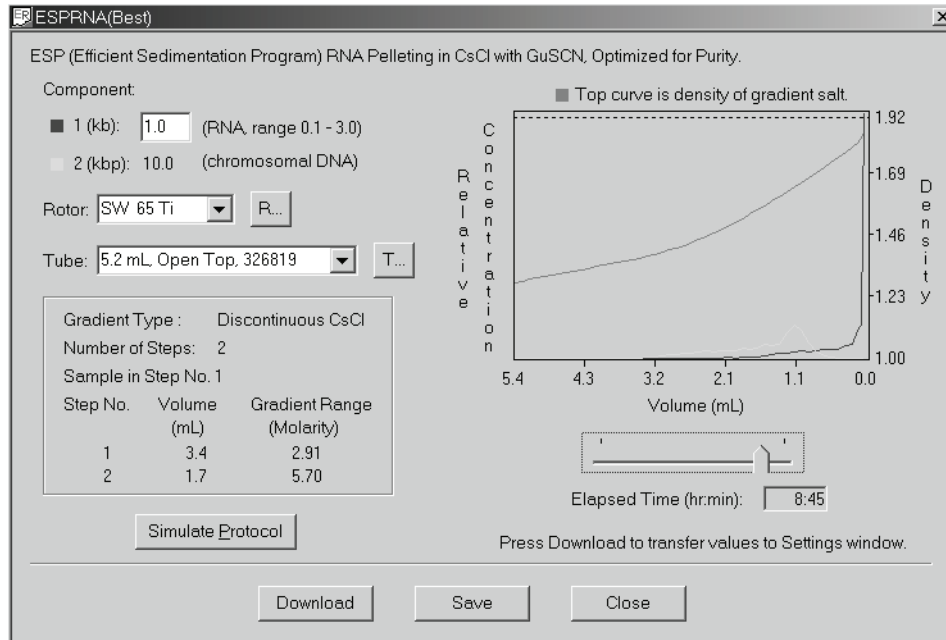 ER ESPRNA(Best)
ESP (Efficient Sedimentation Program) RNA Pelleting in CsCl with GuSCN, Optimized for Purity.
Component:
1 (kb): 1.0 (RNA, range 0.1 - 3.0)
2 (kbp): 10.0 (chromosomal DNA)
Rotor: SW 65 Ti R...
Tube: 5.2 mL, Open Top, 326819 T...
Gradient Type : Discontinuous CsCl
Number of Steps: 2
Sample in Step No. 1
Step No. Volume Gradient Range
(mL) (Molarity)
1 3.4 2.91
2 1.7 5.70
Simulate Protocol
Top curve is density of gradient salt.
Relative
Concentration
1.92
1.69
1.46
1.23
1.00
Density
5.4 4.3 3.2 2.1 1.1 0.0
Volume (mL)
Elapsed Time (hr:min): 8:45
Press Download to transfer values to Settings window.
Download Save Close